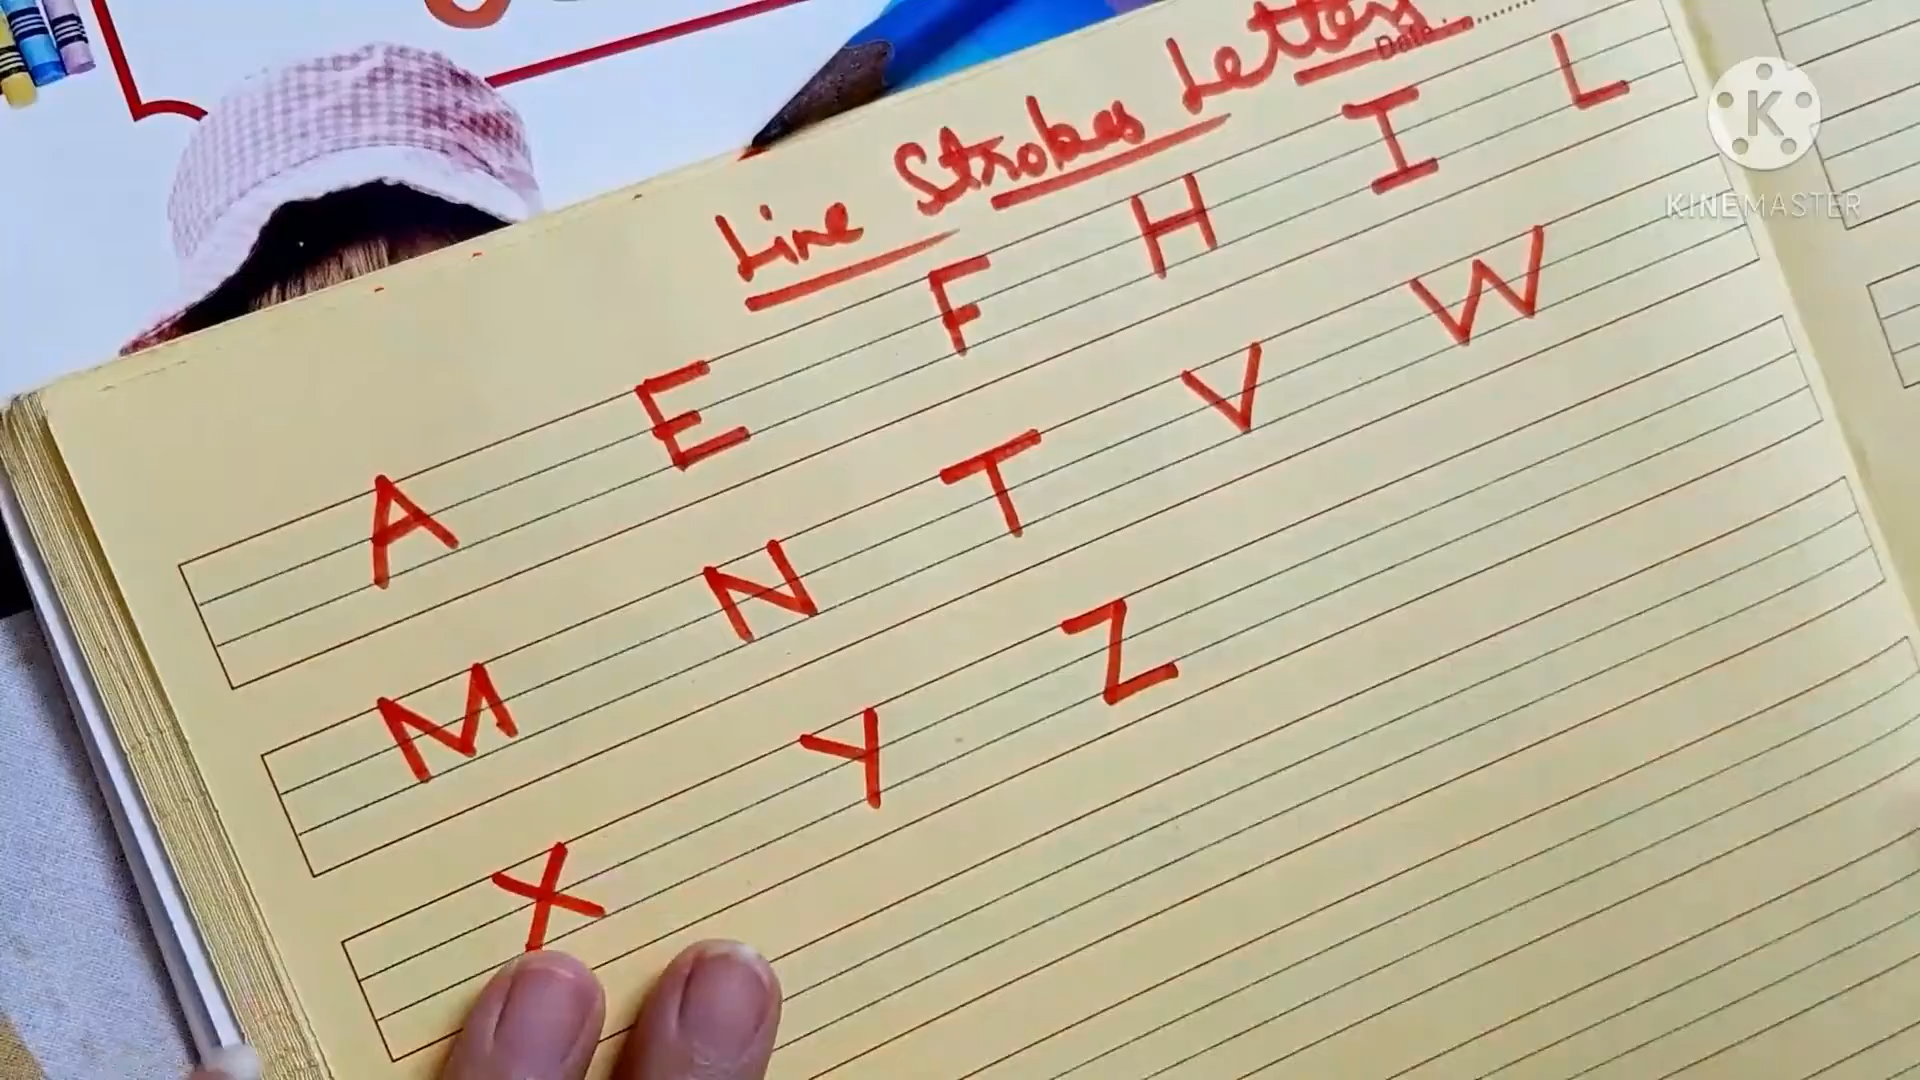 Line Strokes Letters
Date
A E F H I L
M N T V W
X Y Z
K
KINEMASTER